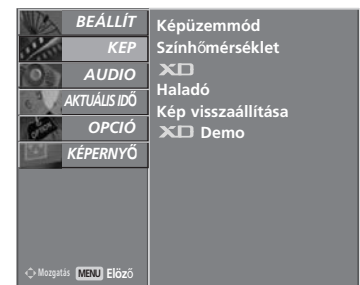 BEÁLLÍT
KEP
AUDIO
AKTUÁLIS IDŐ
OPCIÓ
KÉPERNYŐ
Mozgatás MENU Előző
Képüzemmód
Színhőmérséklet
XD
Haladó
Kép visszaállítása
XD Demo